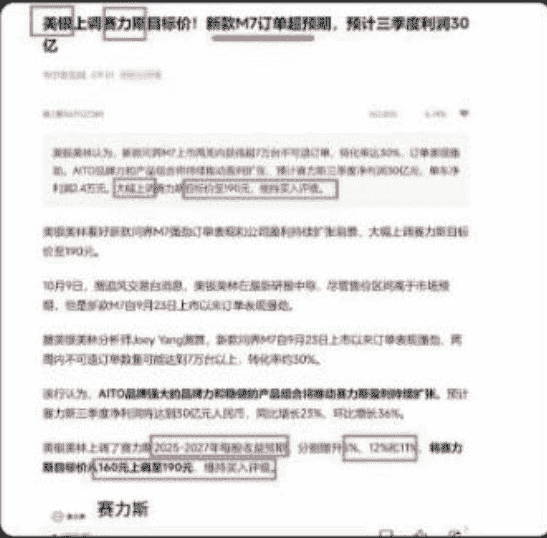 美银上调赛力斯目标价！新款M7订单超预期，预计三季度利润30
亿
美银美林认为，新款问界M7上市两周内获得超7万台不可退订单，转化率达30%，订单表现强
劲。AITO品牌力和产品组合将持续推动盈利扩张，预计赛力斯三季度净利润30亿元，单车净
利润2.4万元。大幅上调赛力斯目标价至190元，维持买入评级。
美银美林看好新款问界M7强劲订单表现和公司盈利持续扩张前景，大幅上调赛力斯目标
价至190元。
10月9日，据追风交易台消息，美银美林在最新研报中称，尽管售价区间高于市场预
期，但是新款M7自9月23日上市以来订单表现强劲。
据美银美林分析师Joey Yang测算，新款问界M7自9月23日上市以来订单表现强劲，两
周内不可退订单数量可能达到7万台以上，转化率约30%。
该行认为，AITO品牌强大的品牌力和稳健的产品组合将推动赛力斯盈利持续扩张。预计
赛力斯三季度净利润将达到30亿元人民币，同比增长25%，环比增长36%。
美银美林上调了赛力斯2025-2027年每股收益预期，分别提升%、12%和11%，将赛力
斯目标价从160元上调至190元，维持买入评级。
赛力斯